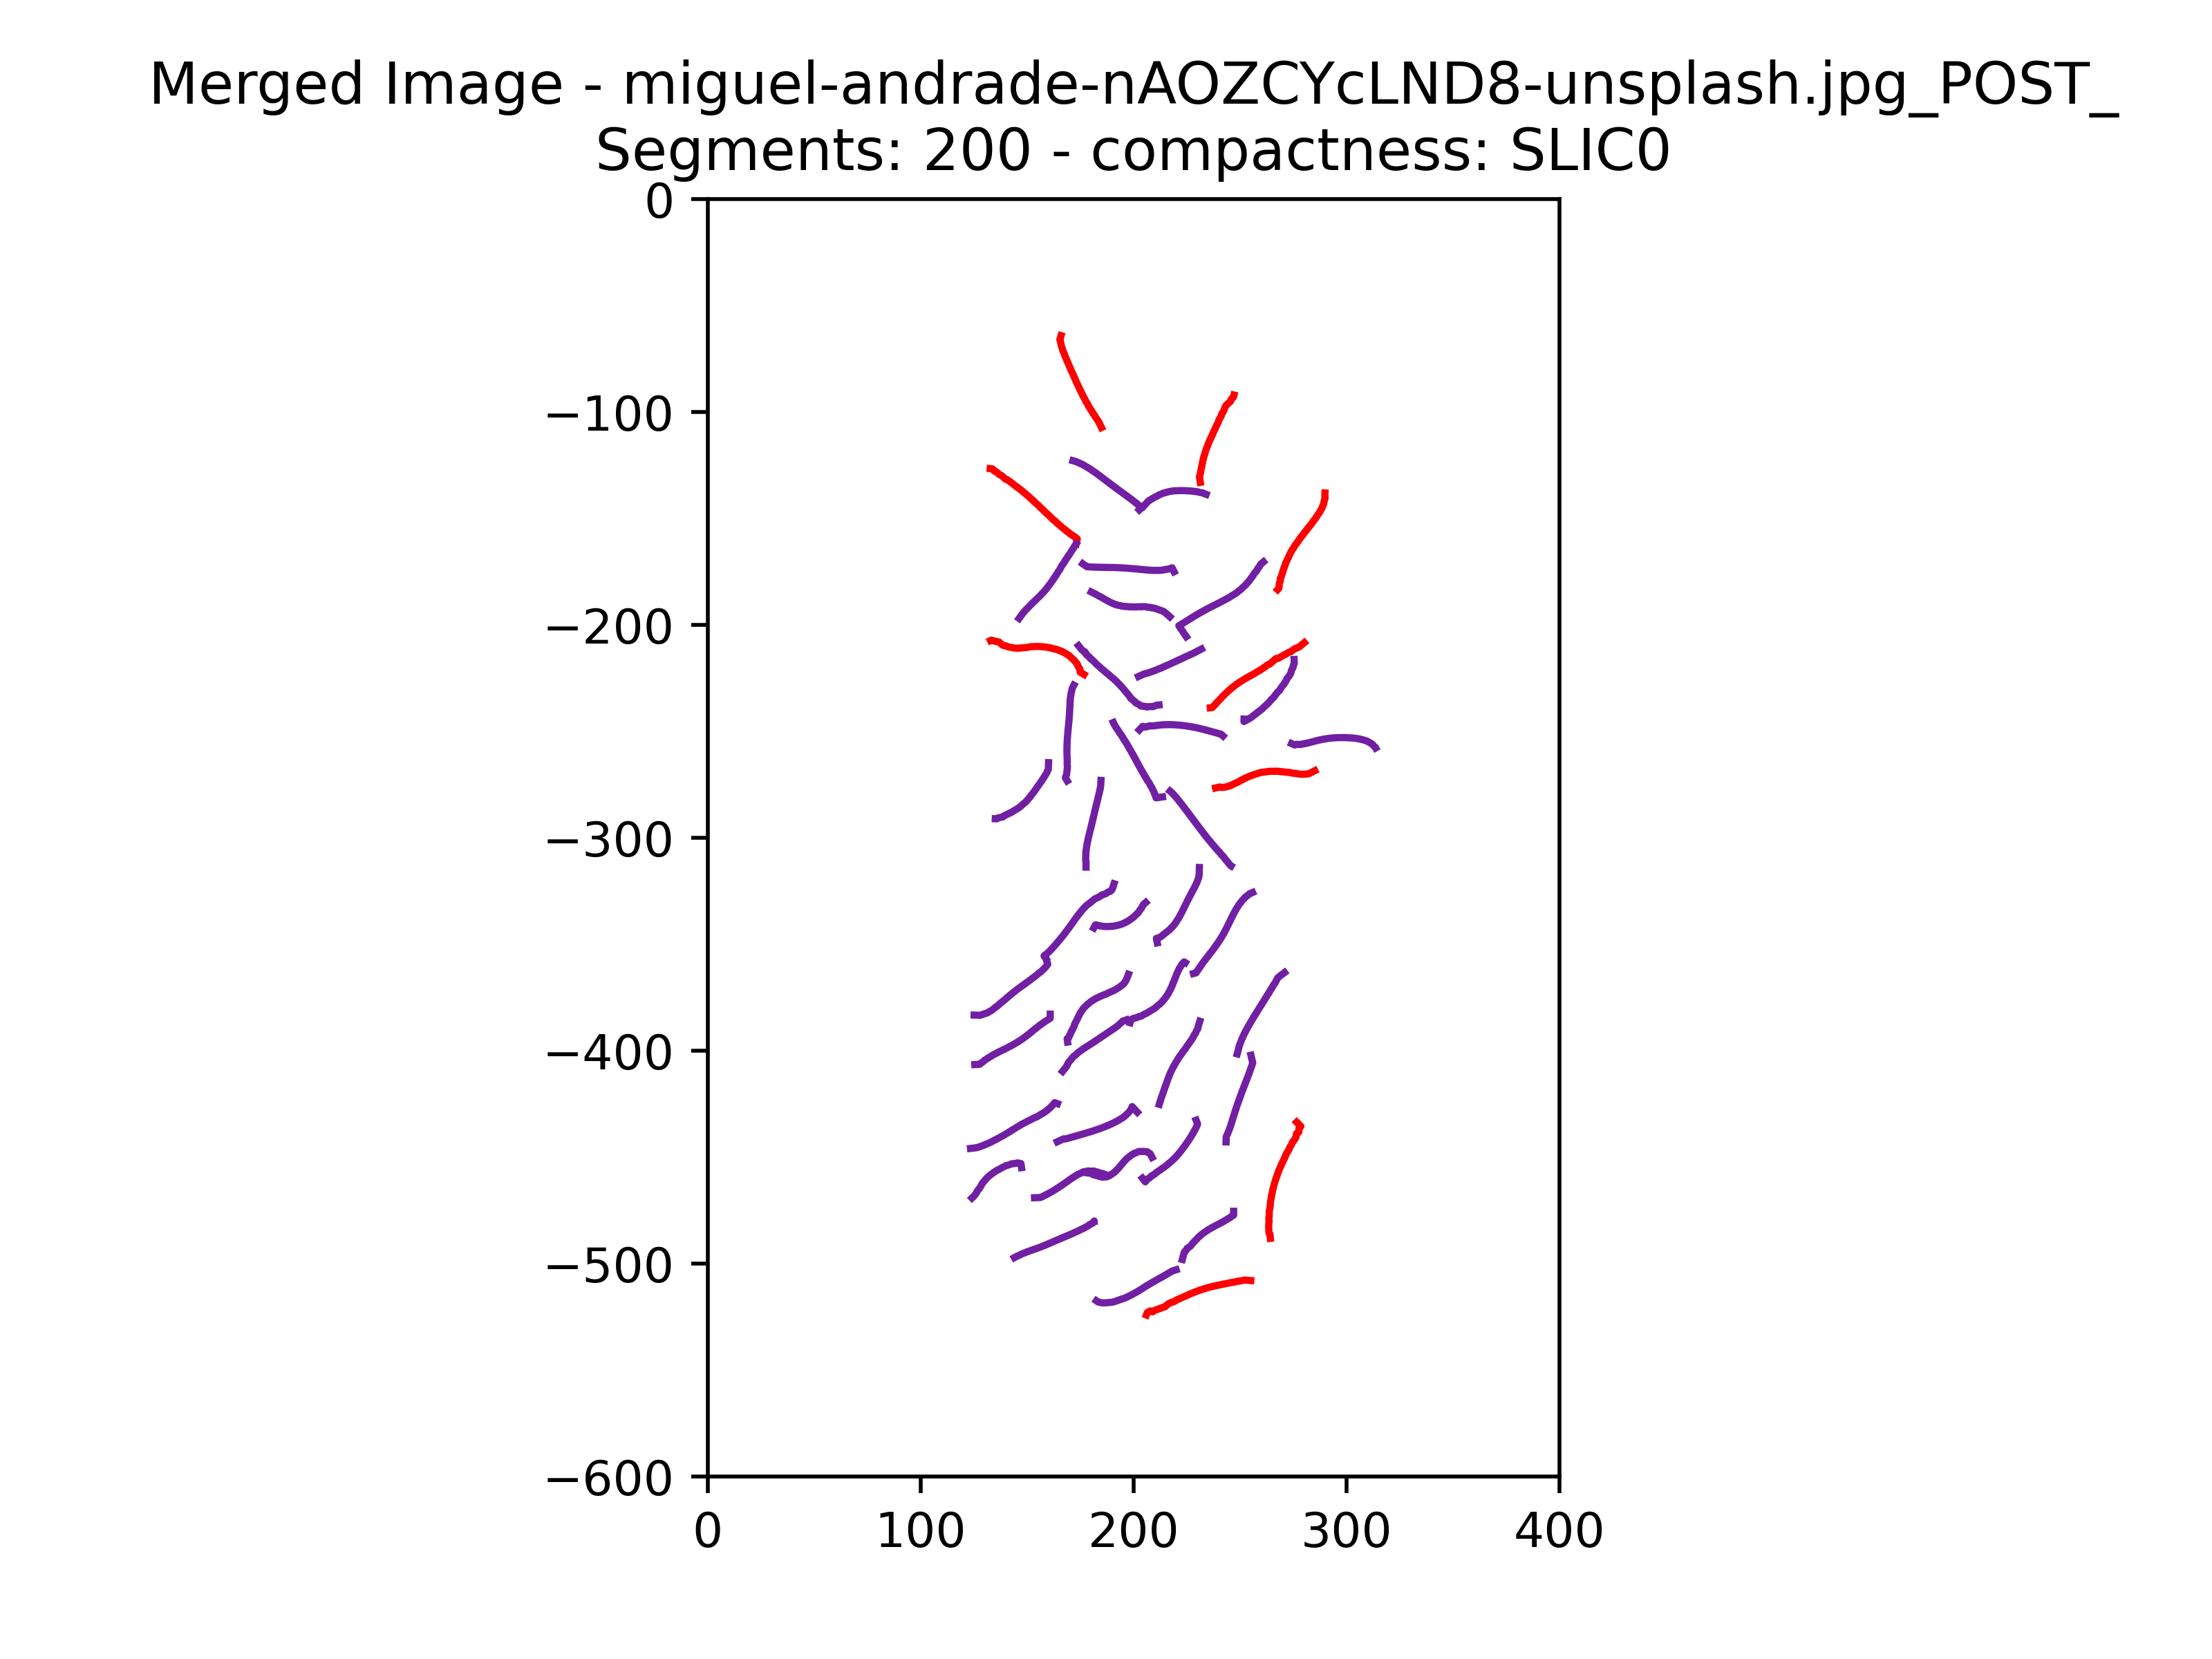 Merged Image - miguel-andrade-nAOZCYcLND8-unsplash.jpg_POST_
Segments: 200 - compactness: SLIC0
0
−100
−200
−300
−400
−500
−600
0 100 200 300 400